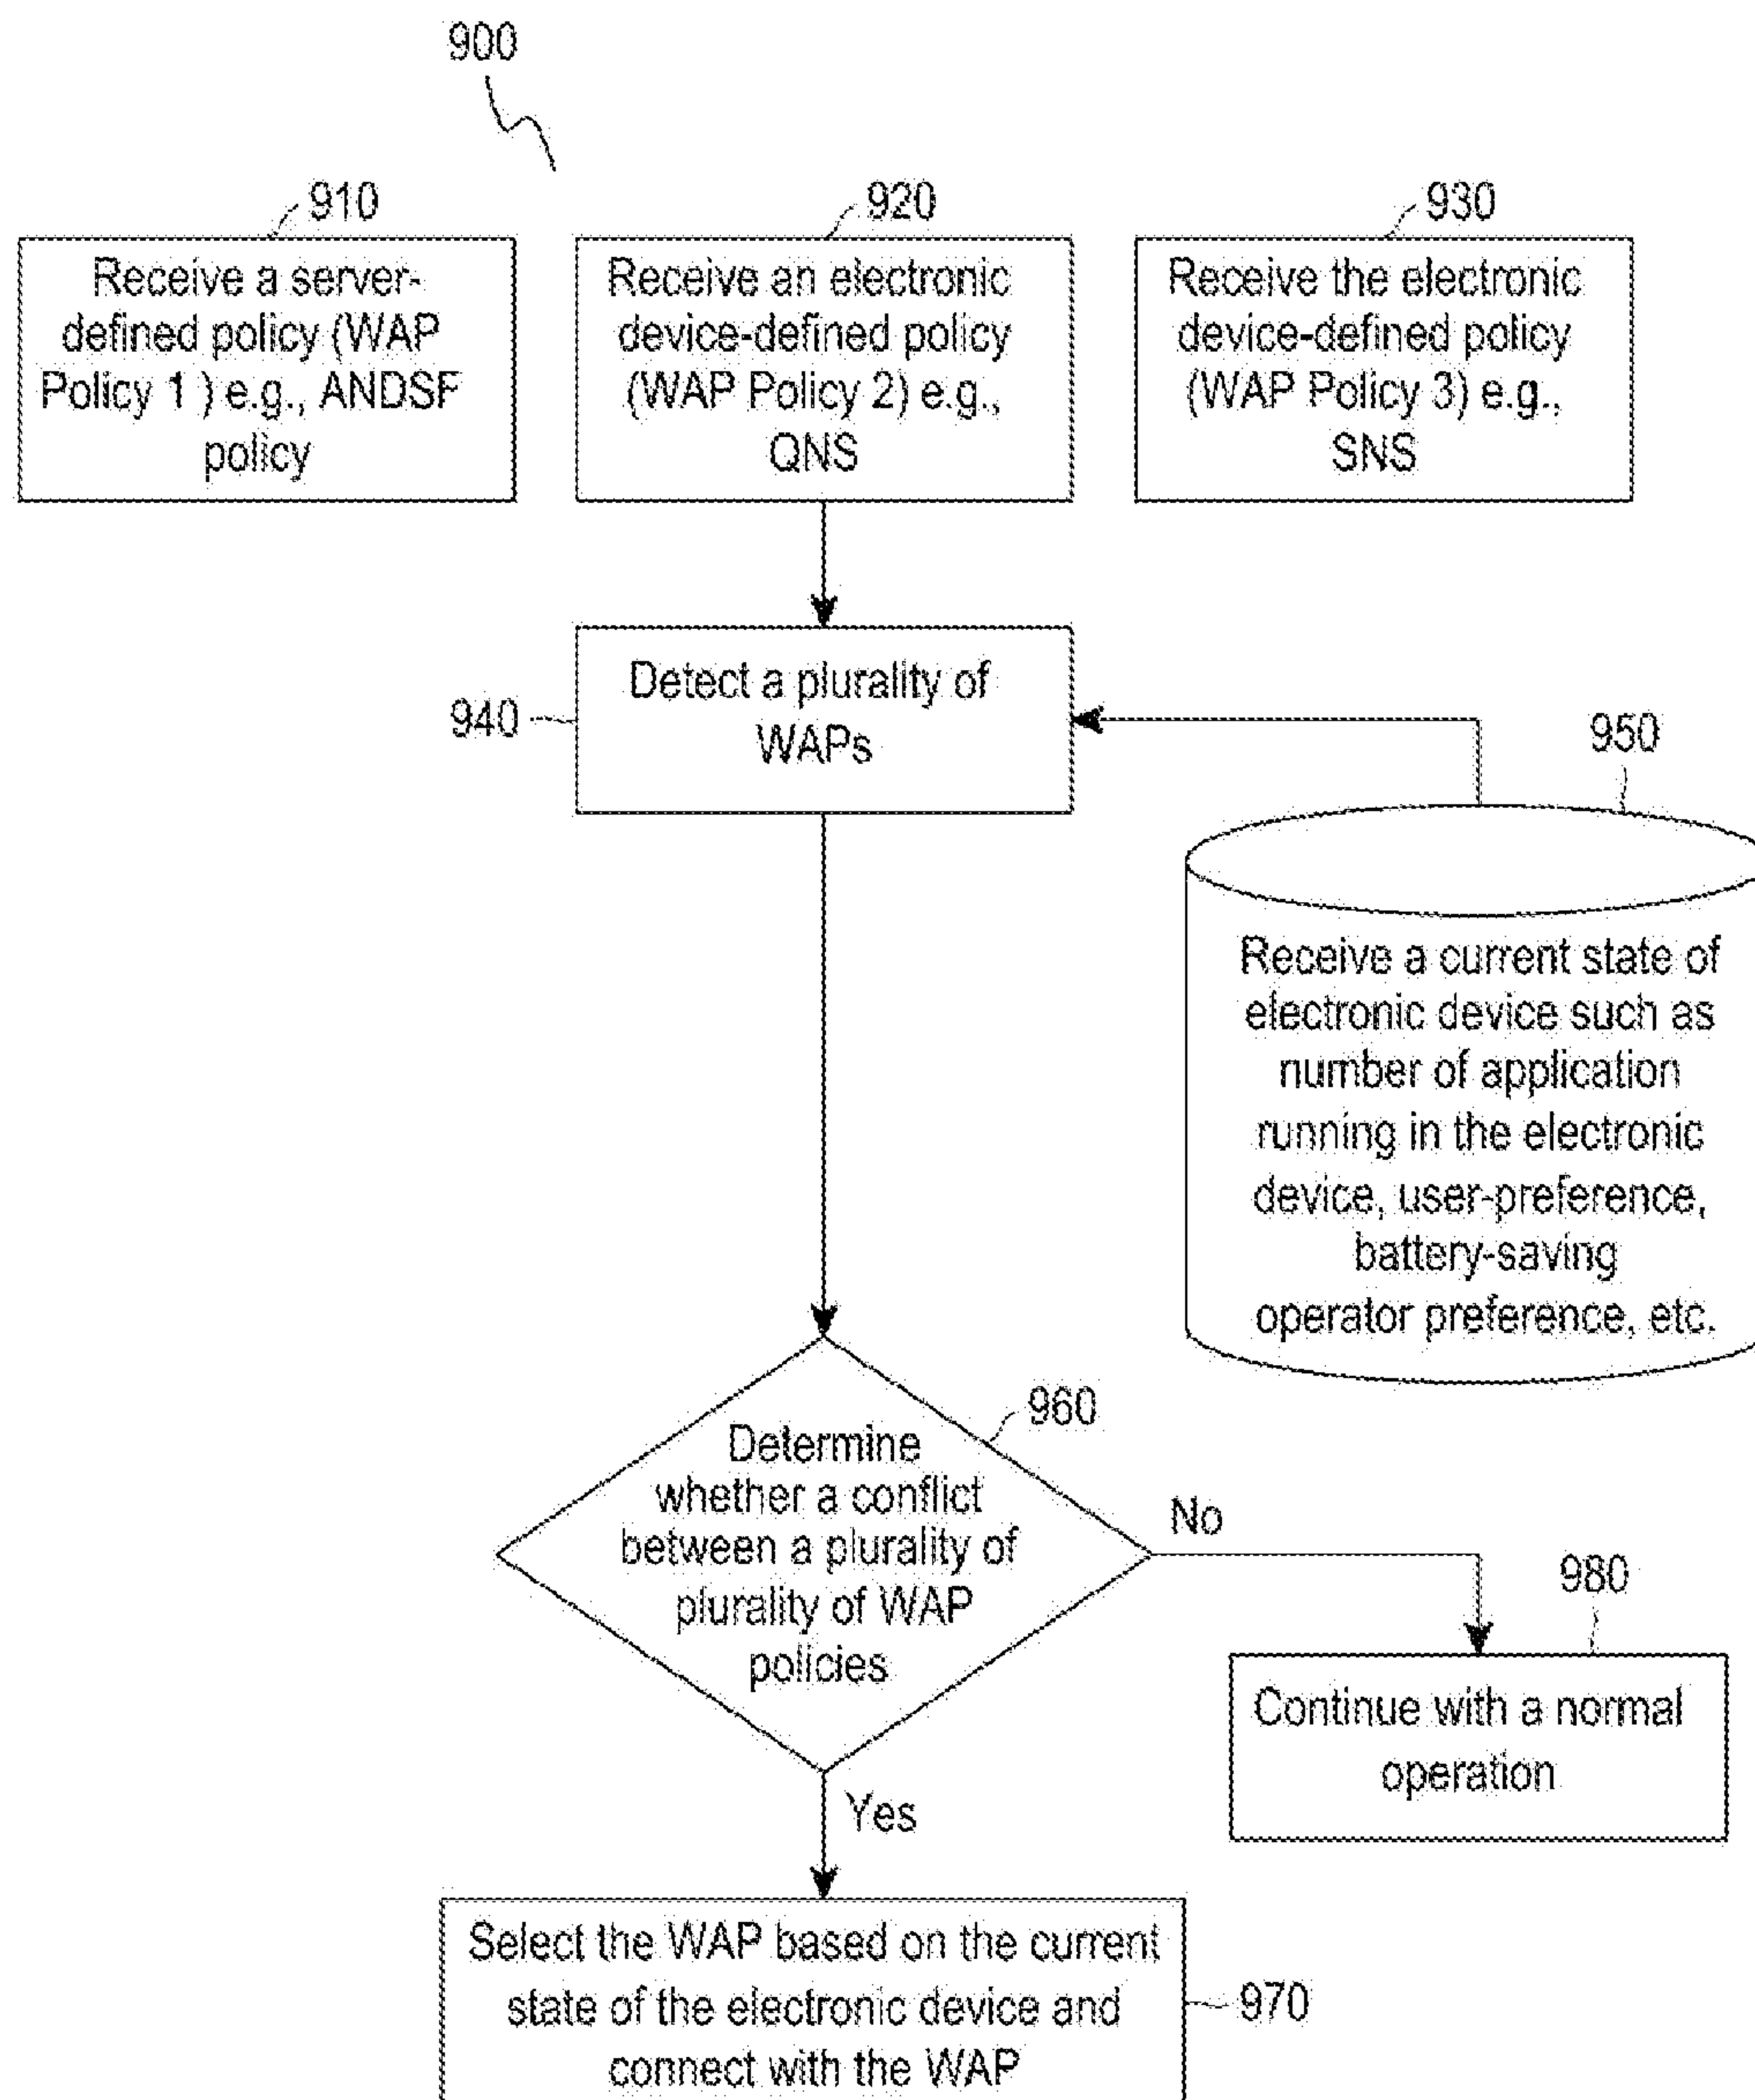 900
910
920
930
Receive a server-
defined policy (WAP
Policy 1 ) e.g., ANDSF
policy
Receive an electronic
device-defined policy
(WAP Policy 2) e.g.,
QNS
Receive the electronic
device-defined policy
(WAP Policy 3) e.g.,
SNS
940
Detect a plurality of
WAPs
950
Receive a current state of
electronic device such as
number of application
running in the electronic
device, user-preference,
battery-saving
operator preference, etc.
960
Determine
whether a conflict
between a plurality of
plurality of WAP
policies
No
980
Continue with a normal
operation
Yes
Select the WAP based on the current
state of the electronic device and
connect with the WAP
970